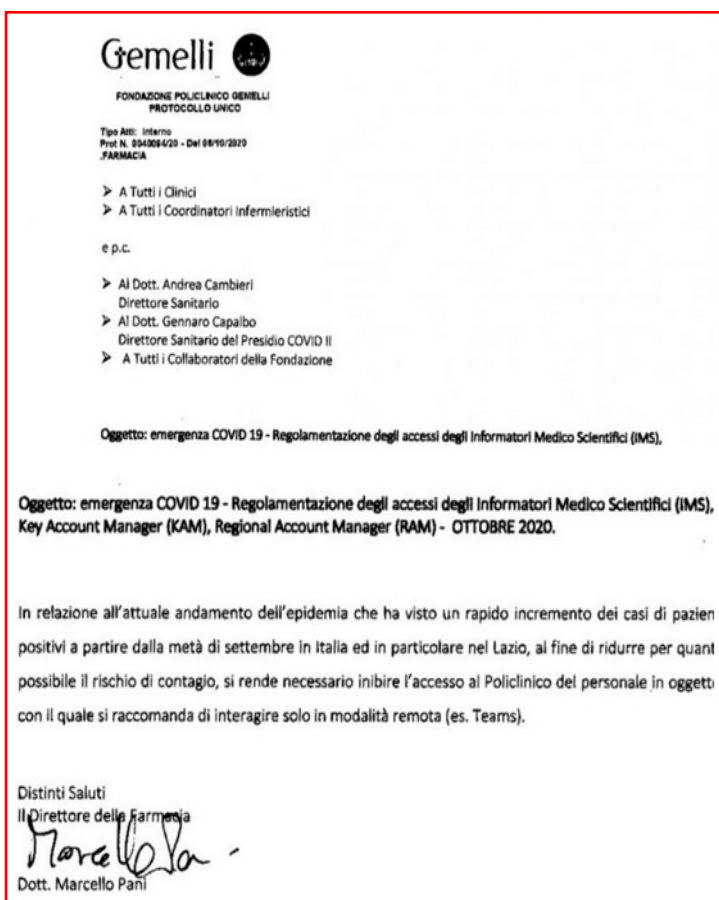 Gemelli
FONDAZIONE POLICLINICO GEMELLI
PROTOCOLLO UNICO
Tipo Atti: Interno
Prot N. 0040094/20 - Del 08/10/2020
.FARMACIA
➢ A Tutti i Clinici
➢ A Tutti i Coordinatori Infermieristici
e p.c.
➢ Al Dott. Andrea Cambieri
Direttore Sanitario
➢ Al Dott. Gennaro Capalbo
Direttore Sanitario del Presidio COVID II
➢ A Tutti i Collaboratori della Fondazione
Oggetto: emergenza COVID 19 - Regolamentazione degli accessi degli Informatori Medico Scientifici (IMS),
Oggetto: emergenza COVID 19 - Regolamentazione degli accessi degli Informatori Medico Scientifici (IMS),
Key Account Manager (KAM), Regional Account Manager (RAM) - OTTOBRE 2020.
In relazione all'attuale andamento dell'epidemia che ha visto un rapido incremento dei casi di pazien
positivi a partire dalla metà di settembre in Italia ed in particolare nel Lazio, al fine di ridurre per quant
possibile il rischio di contagio, si rende necessario inibire l'accesso al Policlinico del personale in oggett
con il quale si raccomanda di interagire solo in modalità remota (es. Teams).
Distinti Saluti
Il Direttore della Farmacia
Dott. Marcello Pani